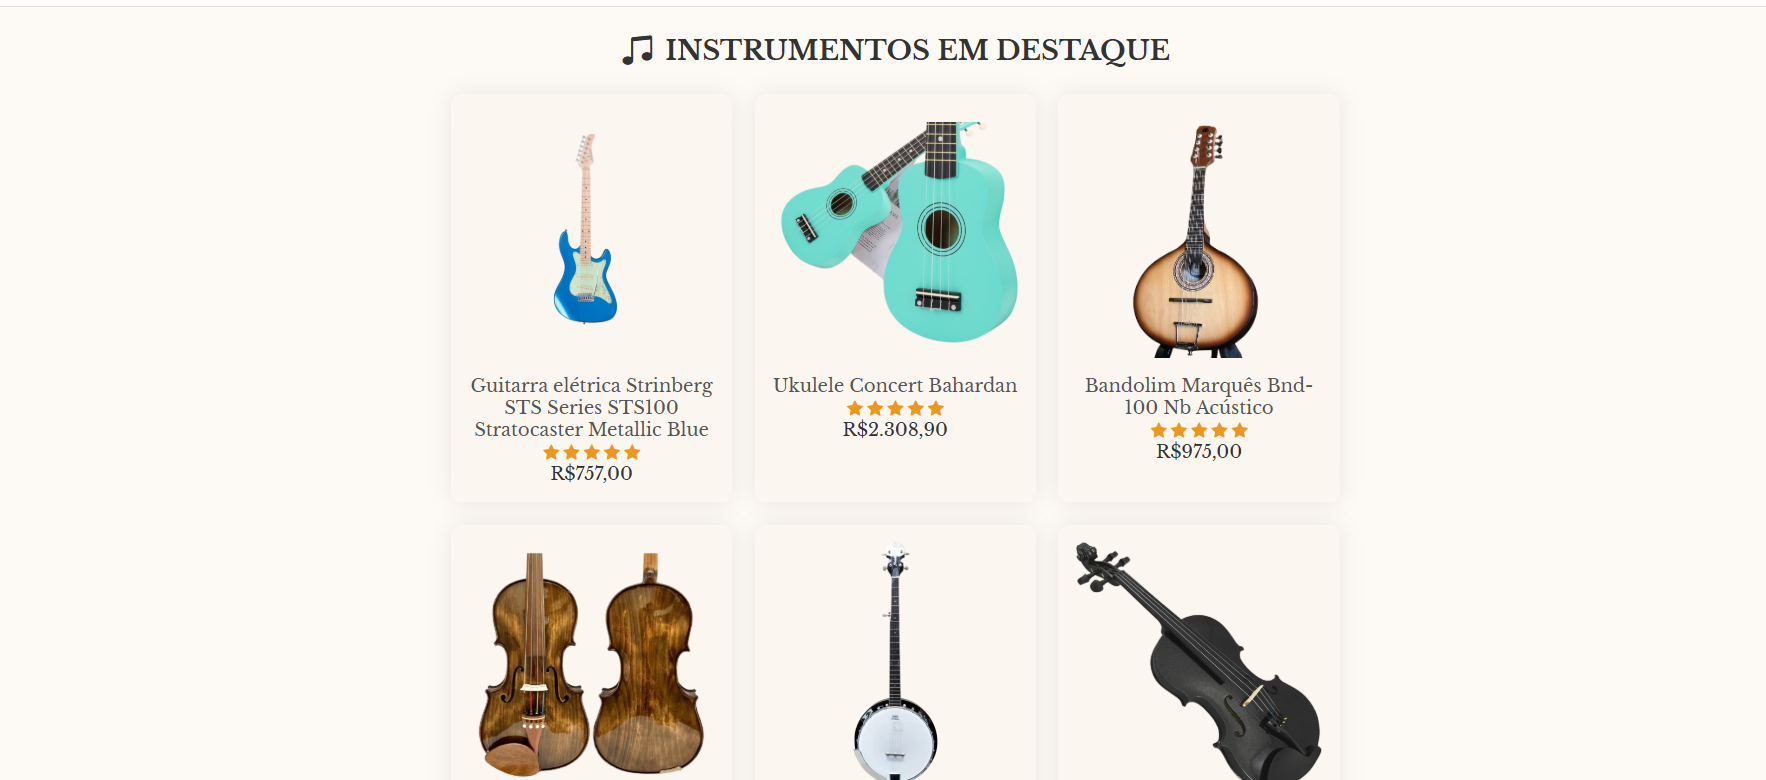 INSTRUMENTOS EM DESTAQUE
Guitarra elétrica Strinberg
STS Series STS100
Stratocaster Metallic Blue
R$757,00
Ukulele Concert Bahardan
R$2.308,90
Bandolim Marquês Bnd-
100 Nb Acústico
R$975,00